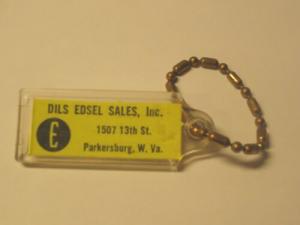 DILS EDSEL SALES, Inc.
E
1507 13th St.
Parkersburg, W. Va.